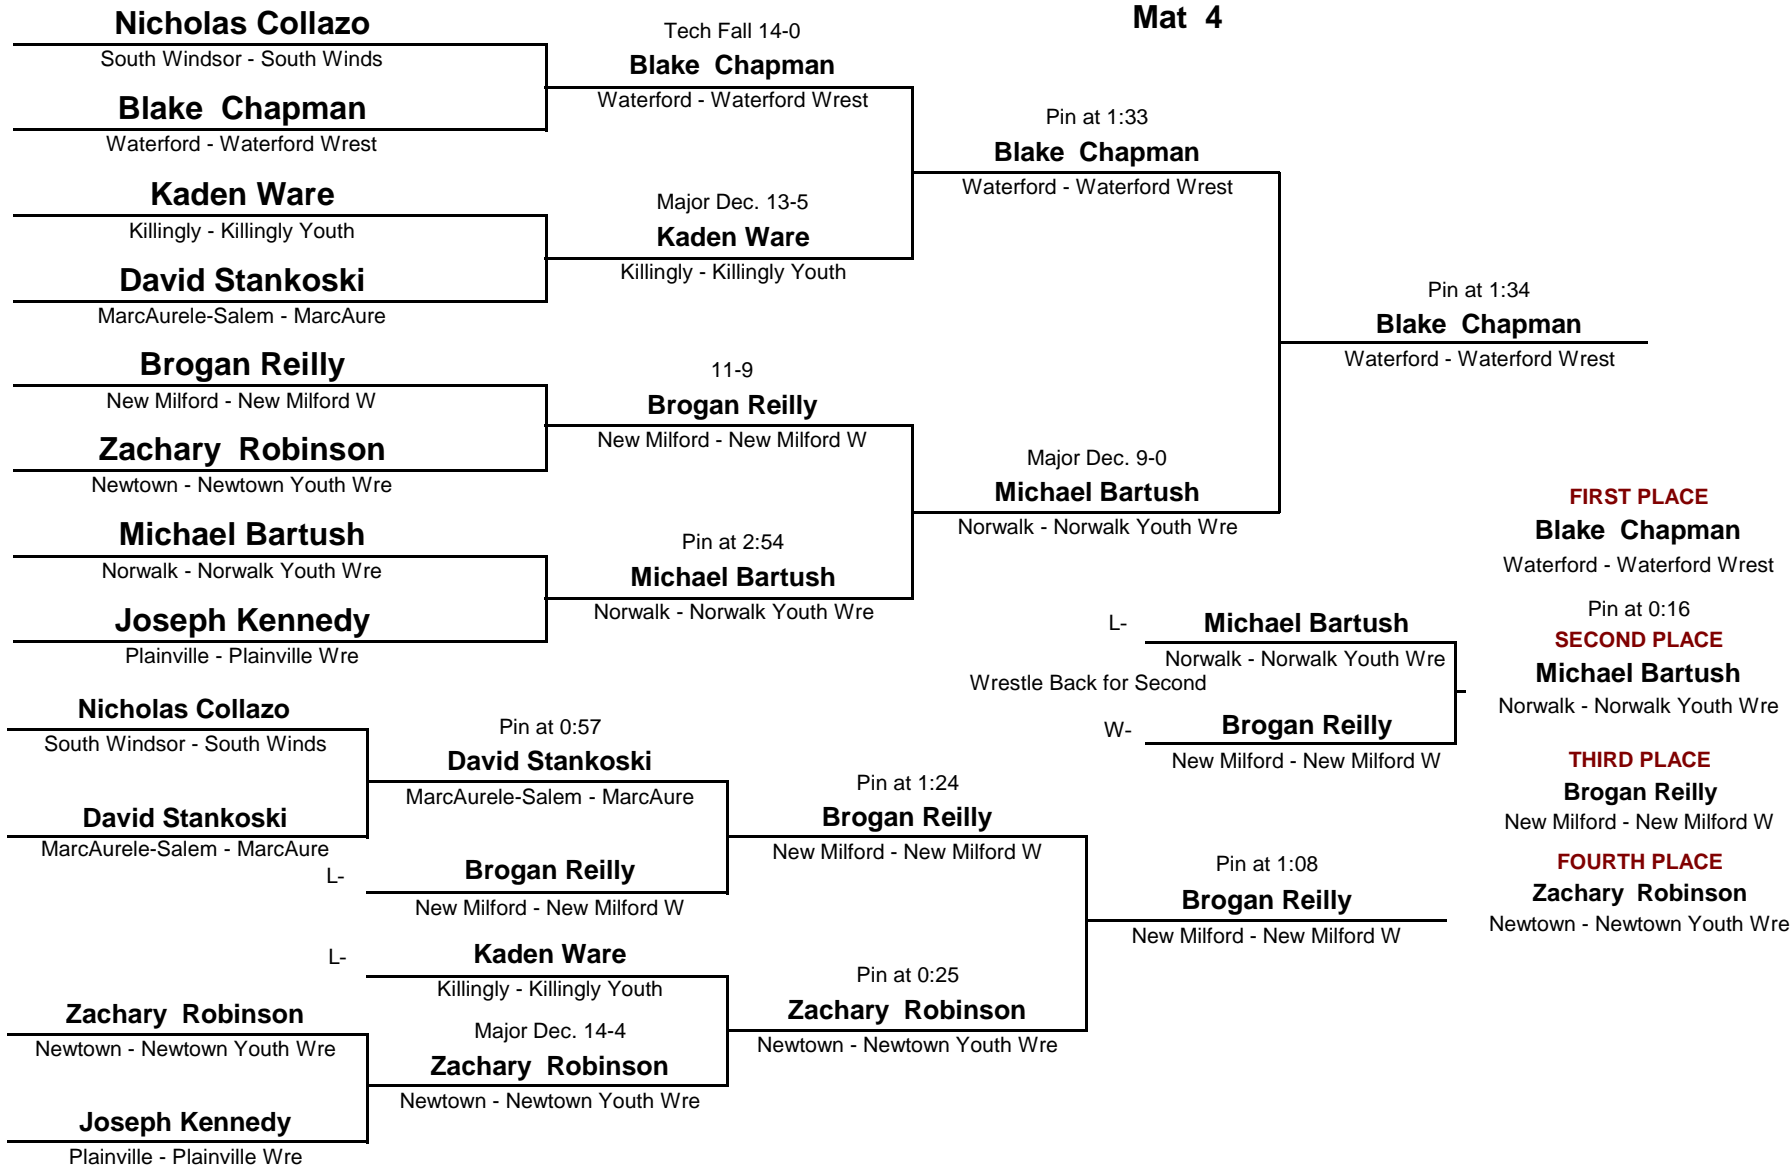 Mat 4
Nicholas Collazo
South Windsor - South Winds
Blake Chapman
Waterford - Waterford Wrest
Kaden Ware
Killingly - Killingly Youth
David Stankoski
MarcAurele-Salem - MarcAure
Brogan Reilly
New Milford - New Milford W
Zachary Robinson
Newtown - Newtown Youth Wre
Michael Bartush
Norwalk - Norwalk Youth Wre
Joseph Kennedy
Plainville - Plainville Wre
Tech Fall 14-0
Blake Chapman
Waterford - Waterford Wrest
Major Dec. 13-5
Kaden Ware
Killingly - Killingly Youth
11-9
Brogan Reilly
New Milford - New Milford W
Pin at 2:54
Michael Bartush
Norwalk - Norwalk Youth Wre
Pin at 1:33
Blake Chapman
Waterford - Waterford Wrest
Major Dec. 9-0
Michael Bartush
Norwalk - Norwalk Youth Wre
Pin at 1:34
Blake Chapman
Waterford - Waterford Wrest
Nicholas Collazo
South Windsor - South Winds
David Stankoski
MarcAurele-Salem - MarcAure
Zachary Robinson
Newtown - Newtown Youth Wre
Joseph Kennedy
Plainville - Plainville Wre
Pin at 0:57
David Stankoski
MarcAurele-Salem - MarcAure
L-
Brogan Reilly
New Milford - New Milford W
L-
Kaden Ware
Killingly - Killingly Youth
Major Dec. 14-4
Zachary Robinson
Newtown - Newtown Youth Wre
Pin at 1:24
Brogan Reilly
New Milford - New Milford W
Pin at 0:25
Zachary Robinson
Newtown - Newtown Youth Wre
Pin at 1:08
Brogan Reilly
New Milford - New Milford W
L-
Michael Bartush
Norwalk - Norwalk Youth Wre
Wrestle Back for Second
W-
Brogan Reilly
New Milford - New Milford W
FIRST PLACE
Blake Chapman
Waterford - Waterford Wrest
Pin at 0:16
SECOND PLACE
Michael Bartush
Norwalk - Norwalk Youth Wre
THIRD PLACE
Brogan Reilly
New Milford - New Milford W
FOURTH PLACE
Zachary Robinson
Newtown - Newtown Youth Wre